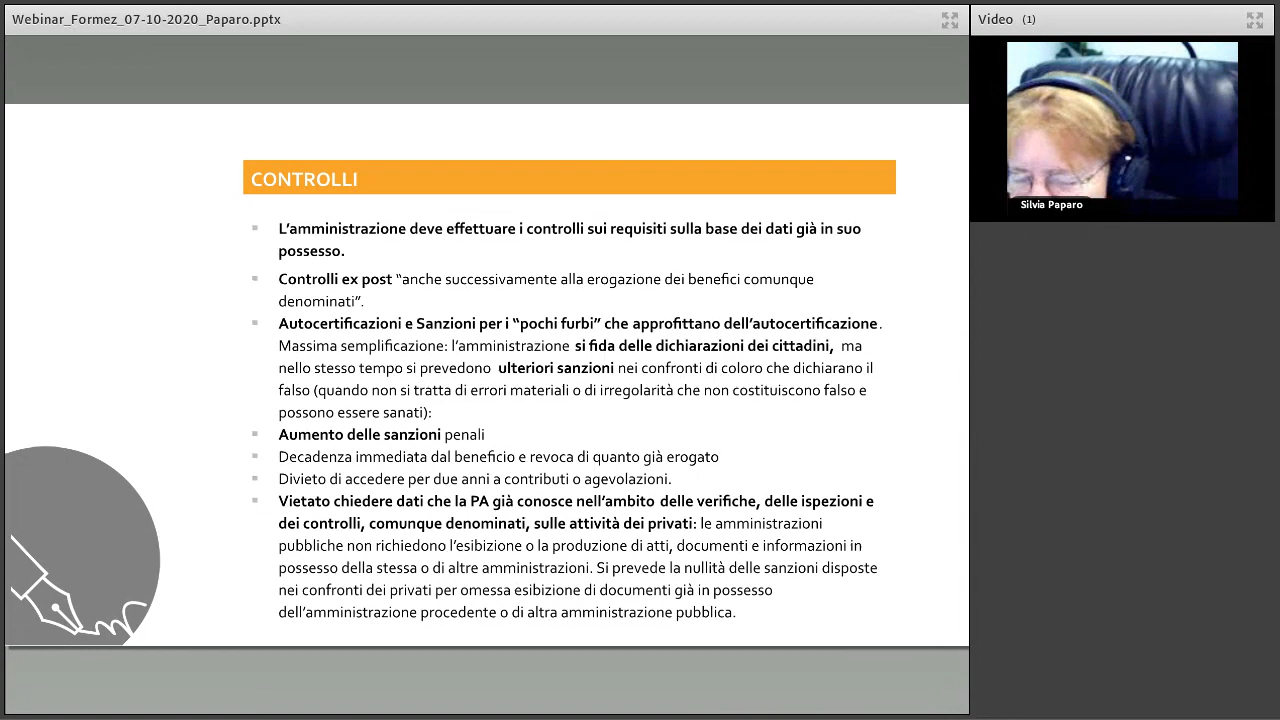 Webinar_Formez_07-10-2020_Paparo.pptx
Video (1)
Silvia Paparo
CONTROLLI
L’amministrazione deve effettuare i controlli sui requisiti sulla base dei dati già in suo
possesso.
Controlli ex post “anche successivamente alla erogazione dei benefici comunque
denominati”.
Autocertificazioni e Sanzioni per i “pochi furbi” che approfittano dell’autocertificazione.
Massima semplificazione: l’amministrazione si fida delle dichiarazioni dei cittadini, ma
nello stesso tempo si prevedono ulteriori sanzioni nei confronti di coloro che dichiarano il
falso (quando non si tratta di errori materiali o di irregolarità che non costituiscono falso e
possono essere sanati):
Aumento delle sanzioni penali
Decadenza immediata dal beneficio e revoca di quanto già erogato
Divieto di accedere per due anni a contributi o agevolazioni.
Vietato chiedere dati che la PA già conosce nell’ambito delle verifiche, delle ispezioni e
dei controlli, comunque denominati, sulle attività dei privati: le amministrazioni
pubbliche non richiedono l’esibizione o la produzione di atti, documenti e informazioni in
possesso della stessa o di altre amministrazioni. Si prevede la nullità delle sanzioni disposte
nei confronti dei privati per omessa esibizione di documenti già in possesso
dell’amministrazione procedente o di altra amministrazione pubblica.